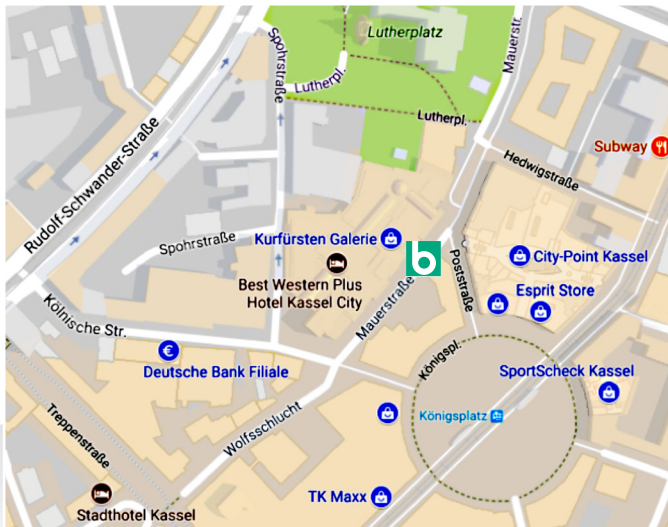 Lutherplatz
Mauerstr.
Spohrstraße
Lutherpl.
Lutherpl.
Rudolf-Schwander-Straße
Subway
Hedwigstraße
Spohrstraße
Kurfürsten Galerie
b
City-Point Kassel
Best Western Plus
Hotel Kassel City
Poststraße
Esprit Store
Mauerstraße
Kölnische Str.
€
Deutsche Bank Filiale
Königspl.
SportScheck Kassel
Königsplatz
Treppenstraße
Wolfsschlucht
TK Maxx
Stadthotel Kassel